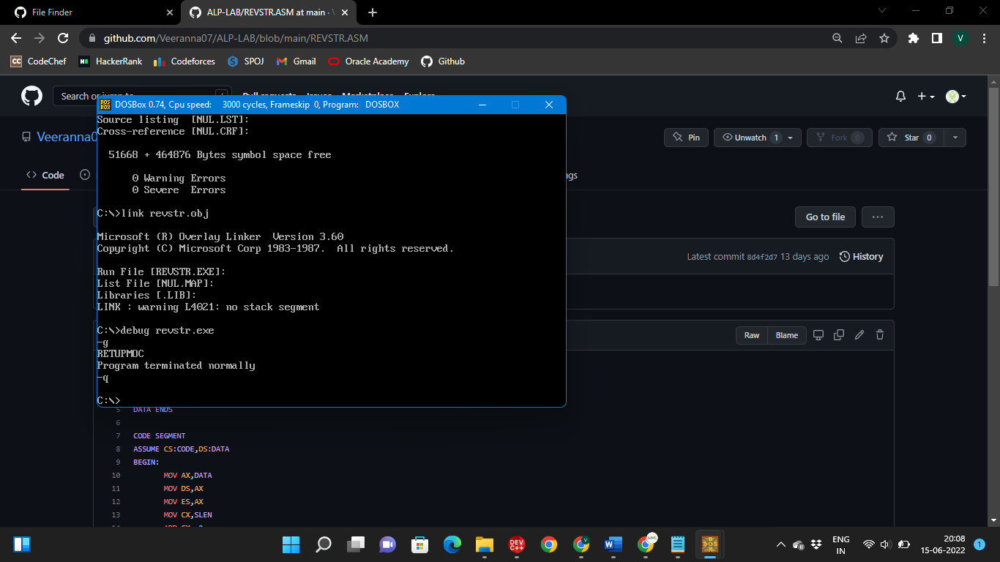 File Finder
ALP-LAB/REVSTR.ASM at main ·
github.com/Veeranna07/ALP-LAB/blob/main/REVSTR.ASM
V
CodeChef
HackerRank
Codeforces
SPOJ
Gmail
Oracle Academy
Github
Search or jump to...
/
Pull requests Issues Marketplace Explore
DOSBox 0.74, Cpu speed: 3000 cycles, Frameskip 0, Program: DOSBOX
Source listing [NUL.LST]:
Cross-reference [NUL.CRF]:
51668 + 464876 Bytes symbol space free
0 Warning Errors
0 Severe Errors
C:\>link revstr.obj
Microsoft (R) Overlay Linker Version 3.60
Copyright (C) Microsoft Corp 1983-1987. All rights reserved.
Run File [REVSTR.EXE]:
List File [NUL.MAP]:
Libraries [.LIB]:
LINK : warning L4021: no stack segment
C:\>debug revstr.exe
-g
RETUPMOC
Program terminated normally
-q
C:\>
Veeranna0
Pin
Unwatch 1
Fork 0
Star 0
<> Code
ngs
Go to file
...
Latest commit 8d4f2d7 13 days ago
History
Raw
Blame
5 DATA ENDS
6
7 CODE SEGMENT
8 ASSUME CS:CODE,DS:DATA
9 BEGIN:
10 MOV AX,DATA
11 MOV DS,AX
12 MOV ES,AX
13 MOV CX,SLEN
ENG
IN
20:08
15-06-2022
1